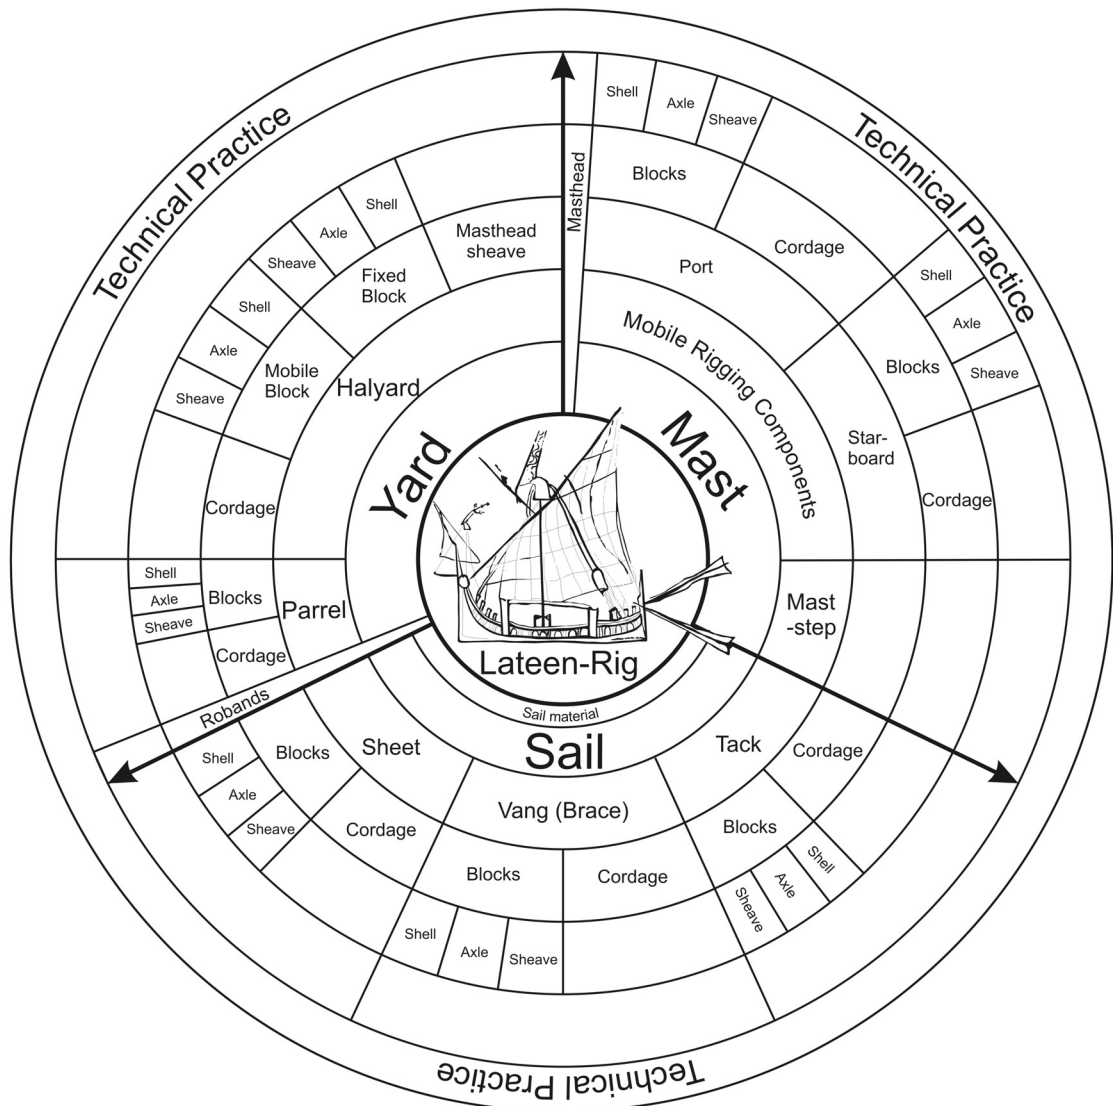 Technical Practice
Technical Practice
Technical Practice
Lateen-Rig
Mast
Masthead
Mobile Rigging Components
Port
Blocks
Shell
Axle
Sheave
Cordage
Star-
board
Blocks
Shell
Axle
Sheave
Cordage
Mast
-step
Sail
Sail material
Tack
Cordage
Blocks
Shell
Axle
Sheave
Vang (Brace)
Cordage
Blocks
Shell
Axle
Sheave
Sheet
Cordage
Blocks
Shell
Axle
Sheave
Robands
Yard
Parrel
Cordage
Blocks
Shell
Axle
Sheave
Halyard
Cordage
Mobile
Block
Sheave
Axle
Shell
Fixed
Block
Sheave
Axle
Shell
Masthead
sheave